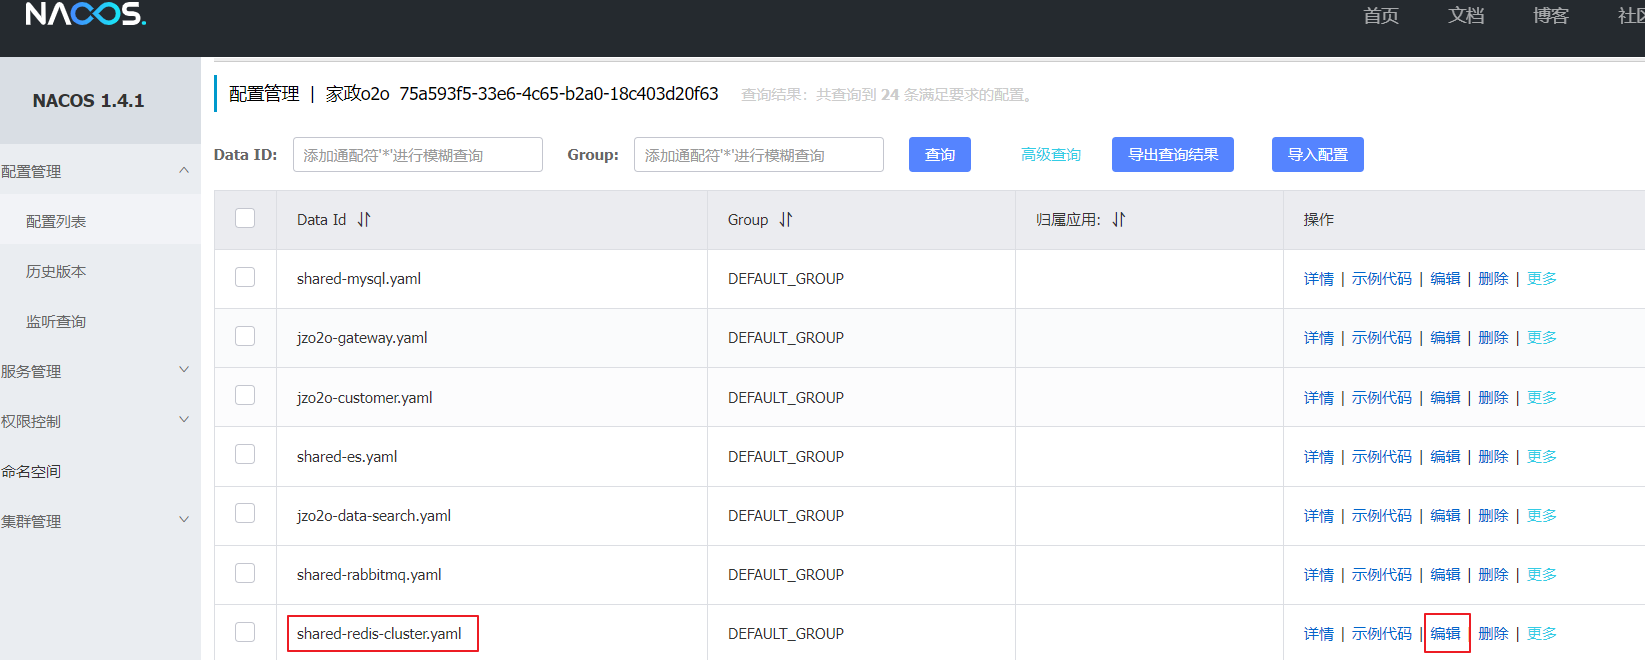 NACOS.
首页 文档 博客 社区
NACOS 1.4.1
配置管理 | 家政o2o 75a593f5-33e6-4c65-b2a0-18c403d20f63 查询结果：共查询到 24 条满足要求的配置。
Data ID: 添加通配符'*'进行模糊查询 Group: 添加通配符'*'进行模糊查询 查询 高级查询 导出查询结果 导入配置
配置管理
配置列表
历史版本
监听查询
服务管理
权限控制
命名空间
集群管理
Data Id Group 归属应用: 操作
shared-mysql.yaml DEFAULT_GROUP 详情 | 示例代码 | 编辑 | 删除 | 更多
jzo2o-gateway.yaml DEFAULT_GROUP 详情 | 示例代码 | 编辑 | 删除 | 更多
jzo2o-customer.yaml DEFAULT_GROUP 详情 | 示例代码 | 编辑 | 删除 | 更多
shared-es.yaml DEFAULT_GROUP 详情 | 示例代码 | 编辑 | 删除 | 更多
jzo2o-data-search.yaml DEFAULT_GROUP 详情 | 示例代码 | 编辑 | 删除 | 更多
shared-rabbitmq.yaml DEFAULT_GROUP 详情 | 示例代码 | 编辑 | 删除 | 更多
shared-redis-cluster.yaml DEFAULT_GROUP 详情 | 示例代码 | 编辑 | 删除 | 更多